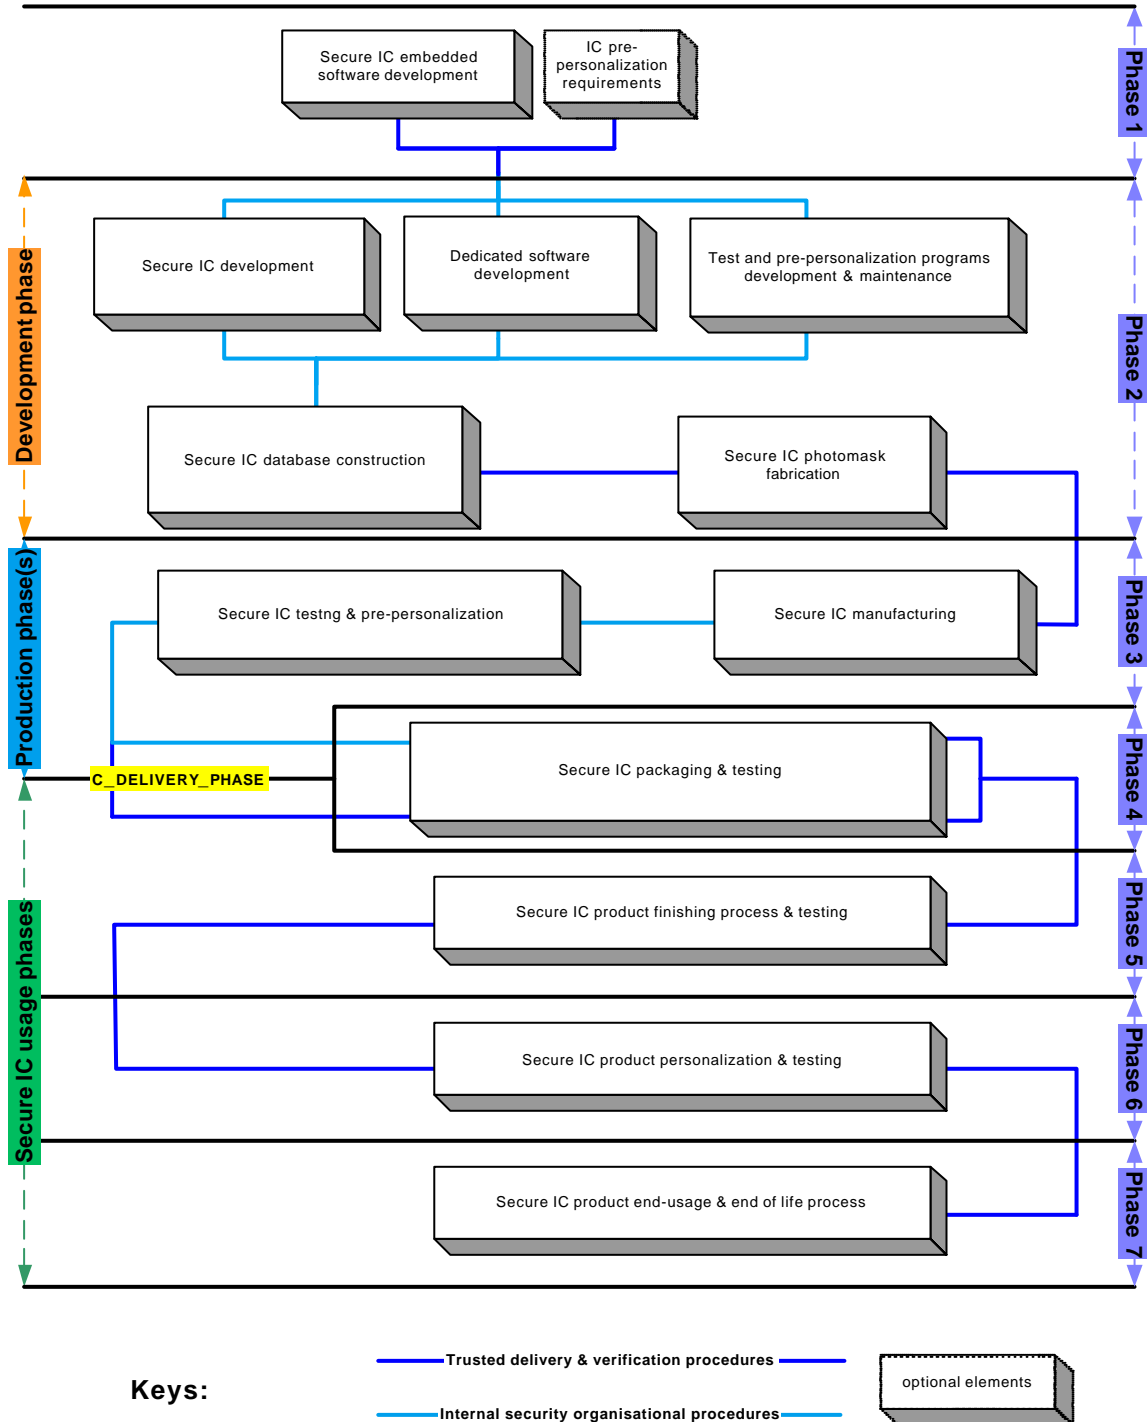 Secure IC embedded
software development
IC pre-
personalization
requirements
Phase 1
Development phase
Secure IC development
Dedicated software
development
Test and pre-personalization programs
development & maintenance
Phase 2
Secure IC database construction
Secure IC photomask
fabrication
Production phase(s)
Secure IC testng & pre-personalization
Secure IC manufacturing
Phase 3
C_DELIVERY_PHASE
Secure IC packaging & testing
Phase 4
Secure IC usage phases
Secure IC product finishing process & testing
Phase 5
Secure IC product personalization & testing
Phase 6
Secure IC product end-usage & end of life process
Phase 7
Keys:
Trusted delivery & verification procedures
optional elements
Internal security organisational procedures